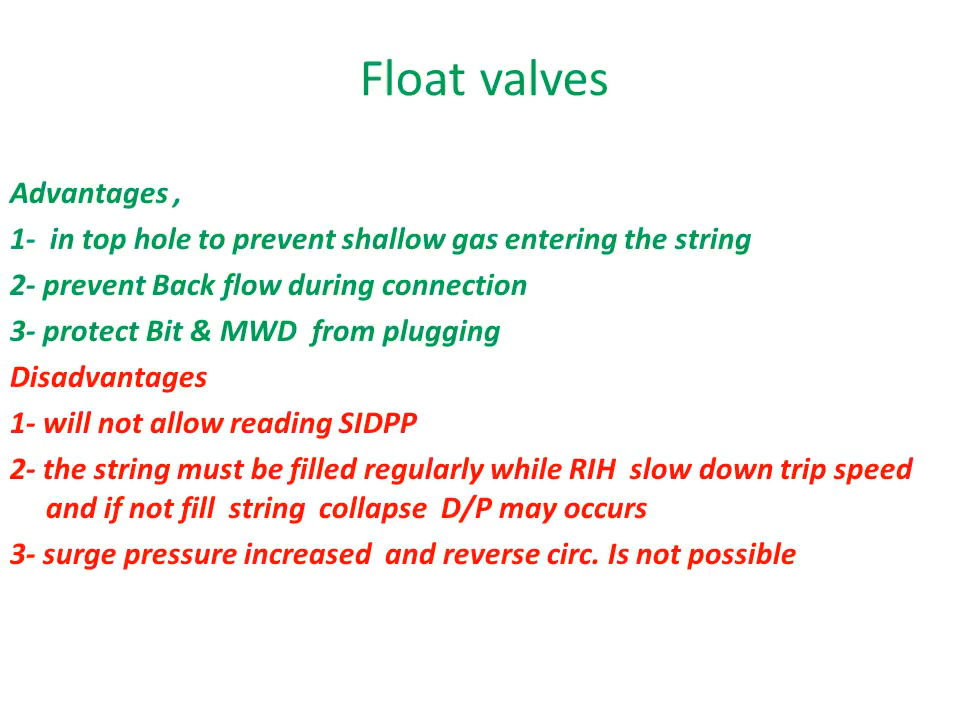 Float valves
Advantages ,
1- in top hole to prevent shallow gas entering the string
2- prevent Back flow during connection
3- protect Bit & MWD from plugging
Disadvantages
1- will not allow reading SIDPP
2- the string must be filled regularly while RIH slow down trip speed
and if not fill string collapse D/P may occurs
3- surge pressure increased and reverse circ. Is not possible